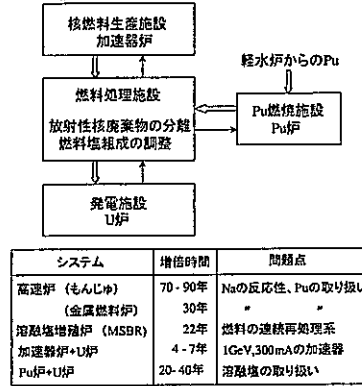 核燃料生産施設
加速器炉
軽水炉からのPu
燃料処理施設
放射性核廃棄物の分離
燃料塩組成の調整
Pu燃焼施設
Pu炉
発電施設
U炉
システム 増倍時間 問題点
高速炉 (もんじゅ) 70 - 90年 Naの反応性、Puの取り扱い
(金属燃料炉) 30年 〃 〃
溶融塩増殖炉 (MSBR) 22年 燃料の連続再処理系
加速器炉+U炉 4 - 7年 1GeV,300mAの加速器
Pu炉+U炉 20- 40年 溶融塩の取り扱い